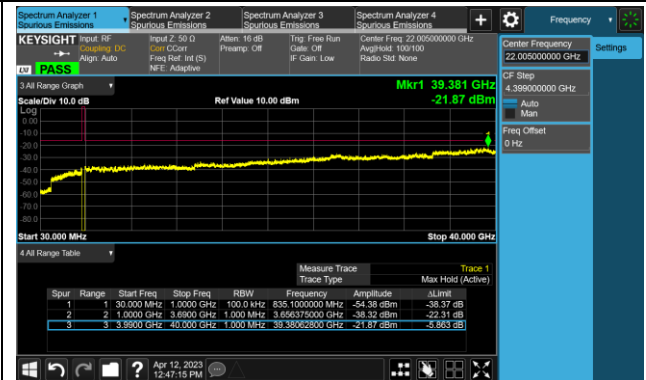 Spectrum Analyzer 1
Spurious Emissions
Spectrum Analyzer 2
Spurious Emissions
Spectrum Analyzer 3
Spurious Emissions
Spectrum Analyzer 4
Spurious Emissions
Frequency
KEYSIGHT
Input: RF
Coupling: DC
Align: Auto
Input Z: 50 Ω
Corr CCorr
Freq Ref: Int (S)
NFE: Adaptive
Atten: 16 dB
Preamp: Off
Trig: Free Run
Gate: Off
IF Gain: Low
Center Freq: 22.005000000 GHz
Avg|Hold: 100/100
Radio Std: None
LXI
PASS
Center Frequency
22.005000000 GHz
Settings
CF Step
4.399000000 GHz
Auto
Man
Freq Offset
0 Hz
3 All Range Graph
Mkr1 39.381 GHz
Scale/Div 10.0 dB
Ref Value 10.00 dBm
-21.87 dBm
Log
0.00
-10.0
-20.0
-30.0
-40.0
-50.0
-60.0
-70.0
-80.0
1
Start 30.000 MHz
Stop 40.000 GHz
4 All Range Table
Measure Trace Trace 1
Trace Type Max Hold (Active)
Spur Range Start Freq Stop Freq RBW Frequency Amplitude ΔLimit
1 1 30.000 MHz 1.0000 GHz 100.0 kHz 835.1000000 MHz -54.38 dBm -38.37 dB
2 2 1.0000 GHz 3.6900 GHz 1.000 MHz 3.656375000 GHz -38.32 dBm -22.31 dB
3 3 3.9900 GHz 40.000 GHz 1.000 MHz 39.38062800 GHz -21.87 dBm -5.863 dB
Apr 12, 2023
12:47:15 PM